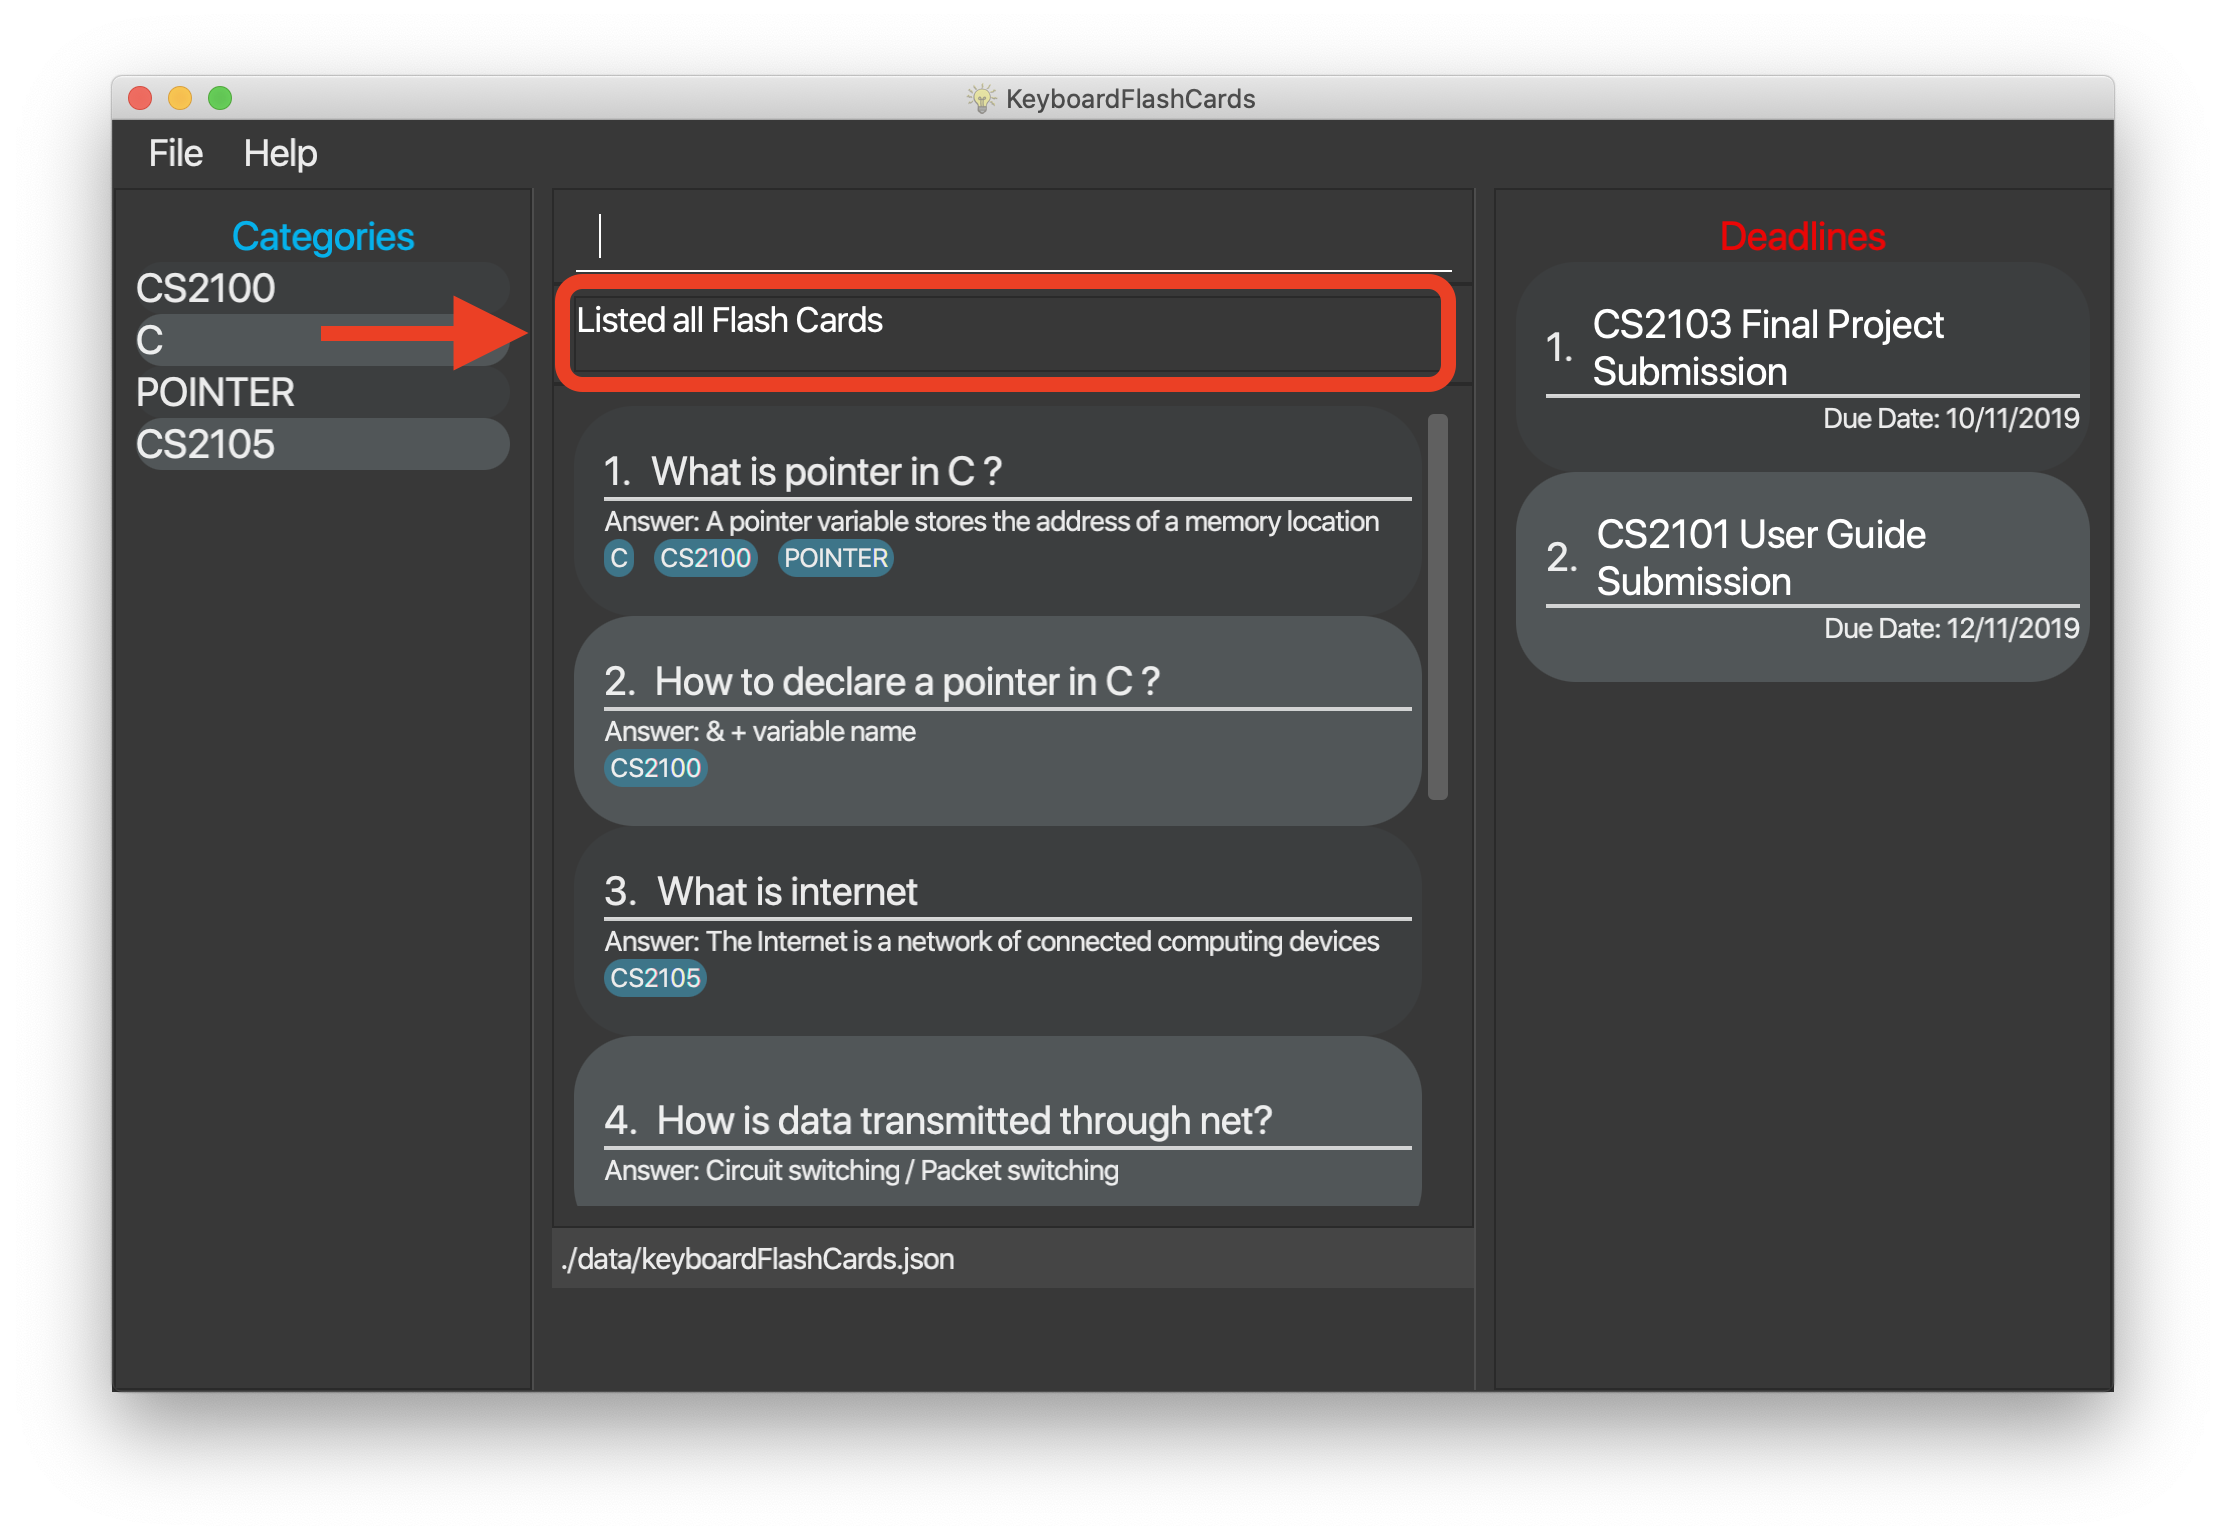 KeyboardFlashCards
File Help
Categories
CS2100
C
POINTER
CS2105
Listed all Flash Cards
1. What is pointer in C ?
Answer: A pointer variable stores the address of a memory location
C CS2100 POINTER
2. How to declare a pointer in C ?
Answer: & + variable name
CS2100
3. What is internet
Answer: The Internet is a network of connected computing devices
CS2105
4. How is data transmitted through net?
Answer: Circuit switching / Packet switching
./data/keyboardFlashCards.json
Deadlines
1. CS2103 Final Project
Submission
Due Date: 10/11/2019
2. CS2101 User Guide
Submission
Due Date: 12/11/2019